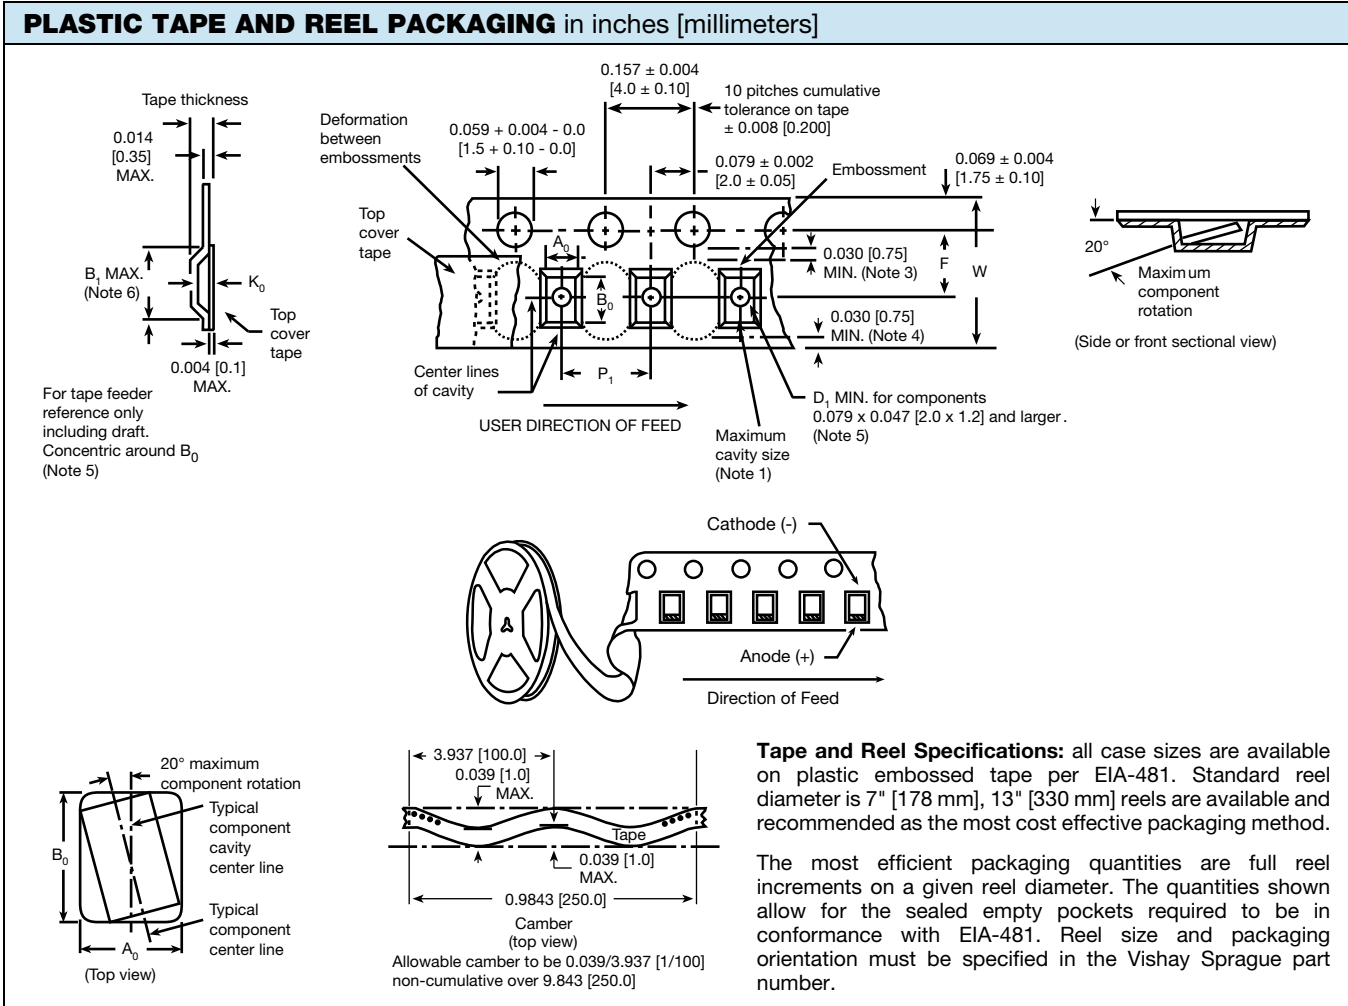 PLASTIC TAPE AND REEL PACKAGING in inches [millimeters]
Tape thickness
0.014
[0.35]
MAX.
Deformation
between
embossments
0.059 + 0.004 - 0.0
[1.5 + 0.10 - 0.0]
0.157 ± 0.004
[4.0 ± 0.10]
10 pitches cumulative
tolerance on tape
± 0.008 [0.200]
0.079 ± 0.002
[2.0 ± 0.05]
Embossment
0.069 ± 0.004
[1.75 ± 0.10]
Top
cover
tape
A0
B0
0.030 [0.75]
MIN. (Note 3)
F
W
0.030 [0.75]
MIN. (Note 4)
20°
Maximum
component
rotation
(Side or front sectional view)
B1 MAX.
(Note 6)
K0
Top
cover
tape
0.004 [0.1]
MAX.
For tape feeder
reference only
including draft.
Concentric around B0
(Note 5)
Center lines
of cavity
P1
USER DIRECTION OF FEED
Maximum
cavity size
(Note 1)
D1 MIN. for components
0.079 x 0.047 [2.0 x 1.2] and larger.
(Note 5)
Cathode (-)
Anode (+)
Direction of Feed
20° maximum
component rotation
Typical
component
cavity
center line
B0
Typical
component
center line
A0
(Top view)
3.937 [100.0]
0.039 [1.0]
MAX.
Tape
0.039 [1.0]
MAX.
0.9843 [250.0]
Camber
(top view)
Allowable camber to be 0.039/3.937 [1/100]
non-cumulative over 9.843 [250.0]
Tape and Reel Specifications: all case sizes are available
on plastic embossed tape per EIA-481. Standard reel
diameter is 7" [178 mm], 13" [330 mm] reels are available and
recommended as the most cost effective packaging method.
The most efficient packaging quantities are full reel
increments on a given reel diameter. The quantities shown
allow for the sealed empty pockets required to be in
conformance with EIA-481. Reel size and packaging
orientation must be specified in the Vishay Sprague part
number.